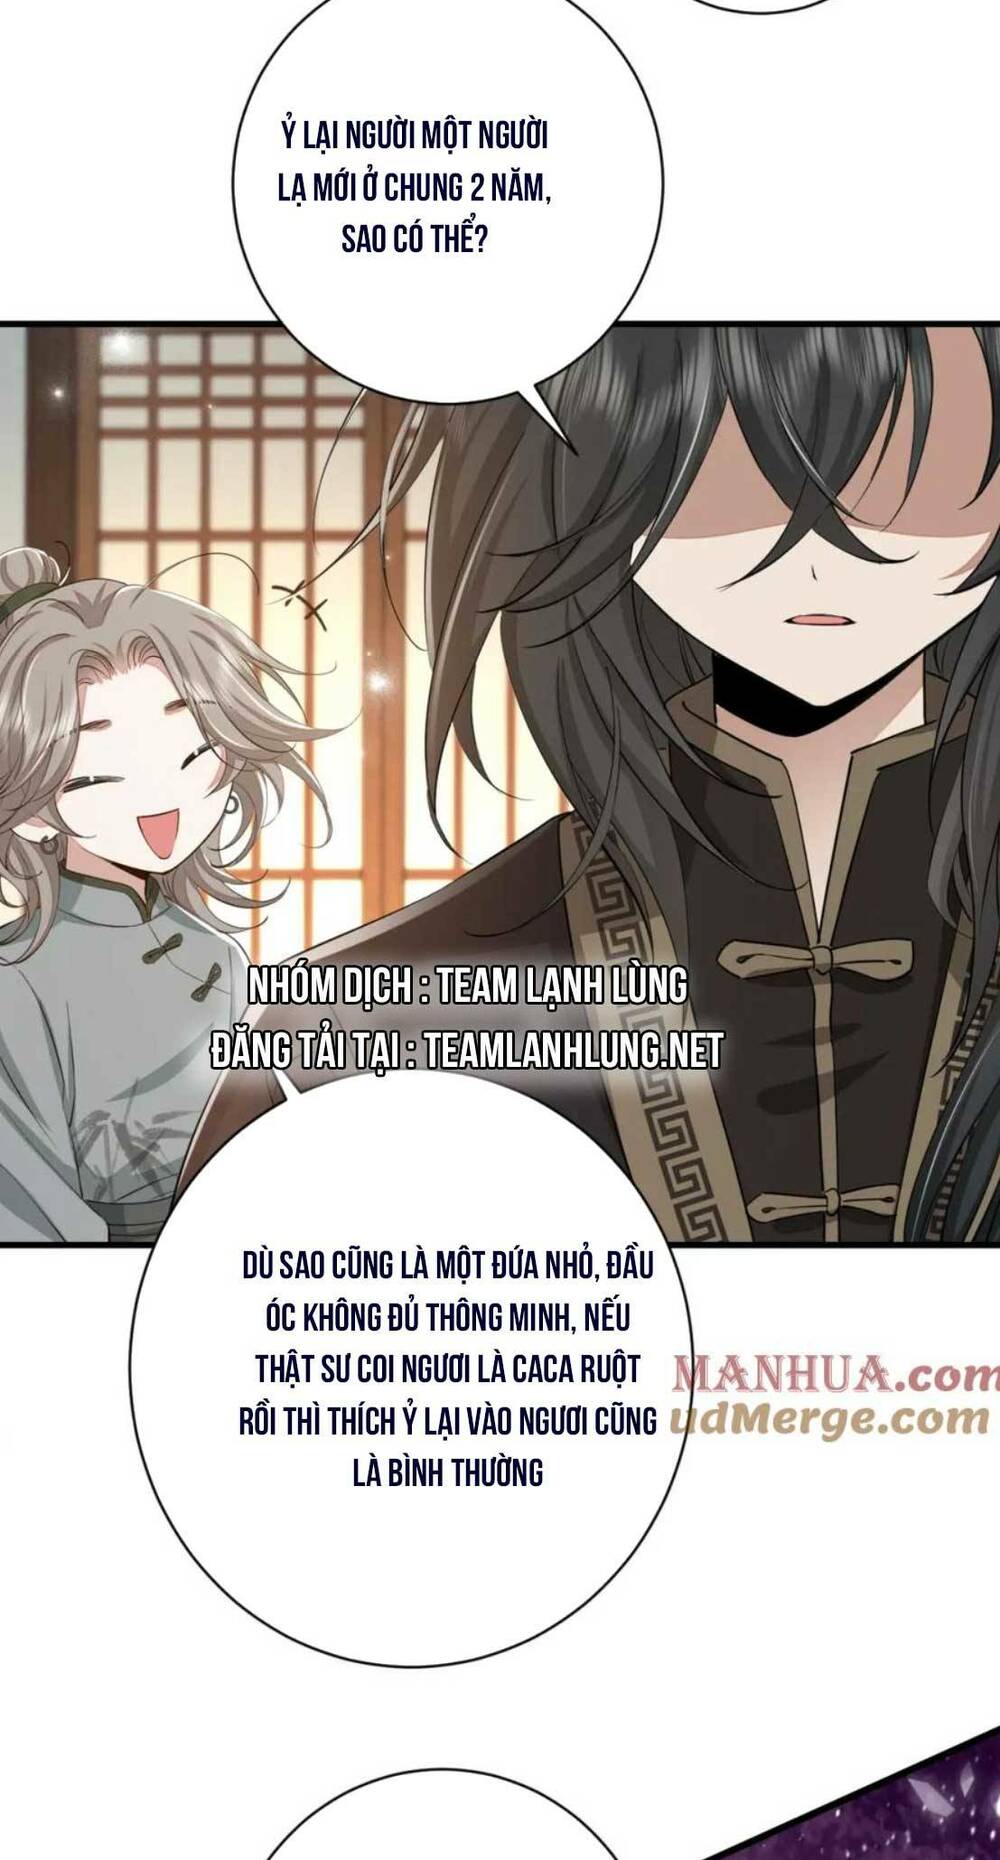 Ỷ LẠI NGƯỜI MỘT NGƯỜI
LẠ MỚI Ở CHUNG 2 NĂM,
SAO CÓ THỂ?
NHÓM DỊCH : TEAM LẠNH LÙNG
ĐĂNG TẢI TẠI : TEAMLANHLUNG.NET
DÙ SAO CŨNG LÀ MỘT ĐỨA NHỎ, ĐẦU
ÓC KHÔNG ĐỦ THÔNG MINH, NẾU
THẬT SƯ COI NGƯƠI LÀ CACA RUỘT
RỒI THÌ THÍCH Ỷ LẠI VÀO NGƯƠI CŨNG
LÀ BÌNH THƯỜNG
MANHUA.com
udMerge.com